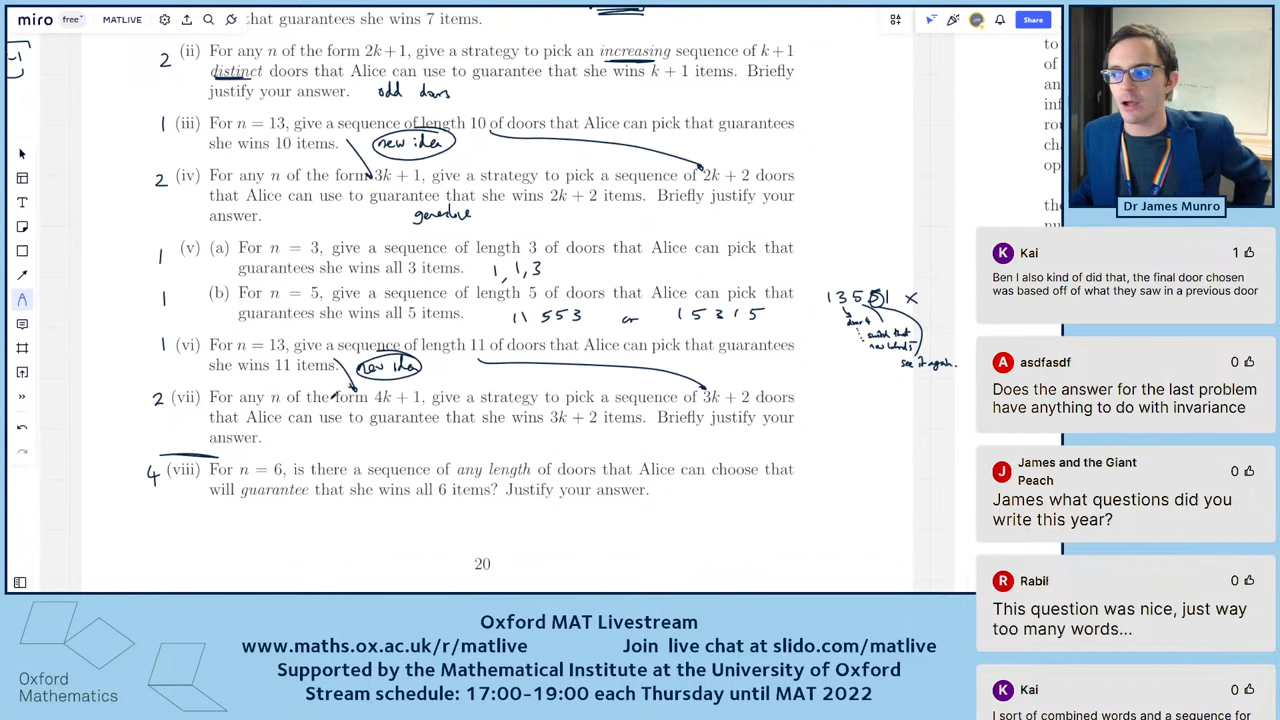 miro free MATLIVE
Share
that guarantees she wins 7 items.
2 (ii) For any n of the form 2k+1, give a strategy to pick an increasing sequence of k+1
distinct doors that Alice can use to guarantee that she wins k + 1 items. Briefly
justify your answer. odd doors
1 (iii) For n = 13, give a sequence of length 10 of doors that Alice can pick that guarantees
she wins 10 items. new idea
2 (iv) For any n of the form 3k + 1, give a strategy to pick a sequence of 2k + 2 doors
that Alice can use to guarantee that she wins 2k + 2 items. Briefly justify your
answer.
1 (v) (a) For n = 3, give a sequence of length 3 of doors that Alice can pick that
guarantees she wins all 3 items. 1, 1, 3
1 (b) For n = 5, give a sequence of length 5 of doors that Alice can pick that
guarantees she wins all 5 items. 11 553 or 15315
1 (vi) For n = 13, give a sequence of length 11 of doors that Alice can pick that guarantees
she wins 11 items. new idea
2 (vii) For any n of the form 4k + 1, give a strategy to pick a sequence of 3k + 2 doors
that Alice can use to guarantee that she wins 3k + 2 items. Briefly justify your
answer.
4 (viii) For n = 6, is there a sequence of any length of doors that Alice can choose that
will guarantee that she wins all 6 items? Justify your answer.
13551 x
see it again.
20
Dr James Munro
K Kai 1
Ben I also kind of did that, the final door chosen
was based off of what they saw in a previous door
A asdfasdf 0
Does the answer for the last problem
have anything to do with invariance
J James and the Giant
Peach 0
James what questions did you
write this year?
R Rabil 0
This question was nice, just way
too many words...
K Kai 0
I sort of combined words and a sequence for
Oxford MAT Livestream
www.maths.ox.ac.uk/r/matlive Join live chat at slido.com/matlive
Supported by the Mathematical Institute at the University of Oxford
Stream schedule: 17:00-19:00 each Thursday until MAT 2022
Oxford
Mathematics